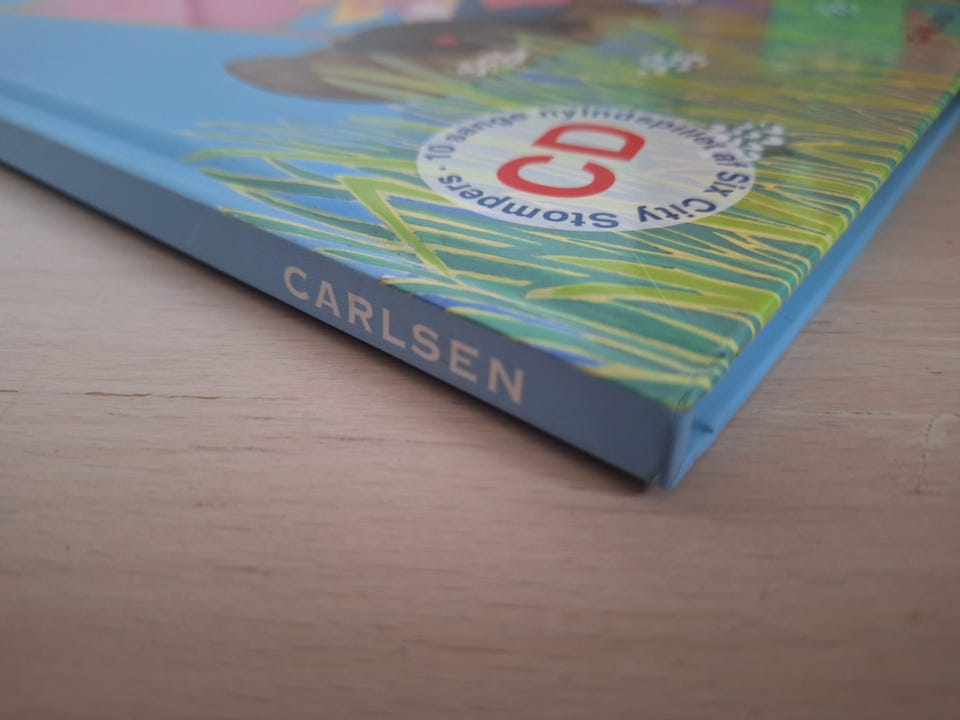 CD
10 sange nyindspillet af Six City Stompers ·
CARLSEN